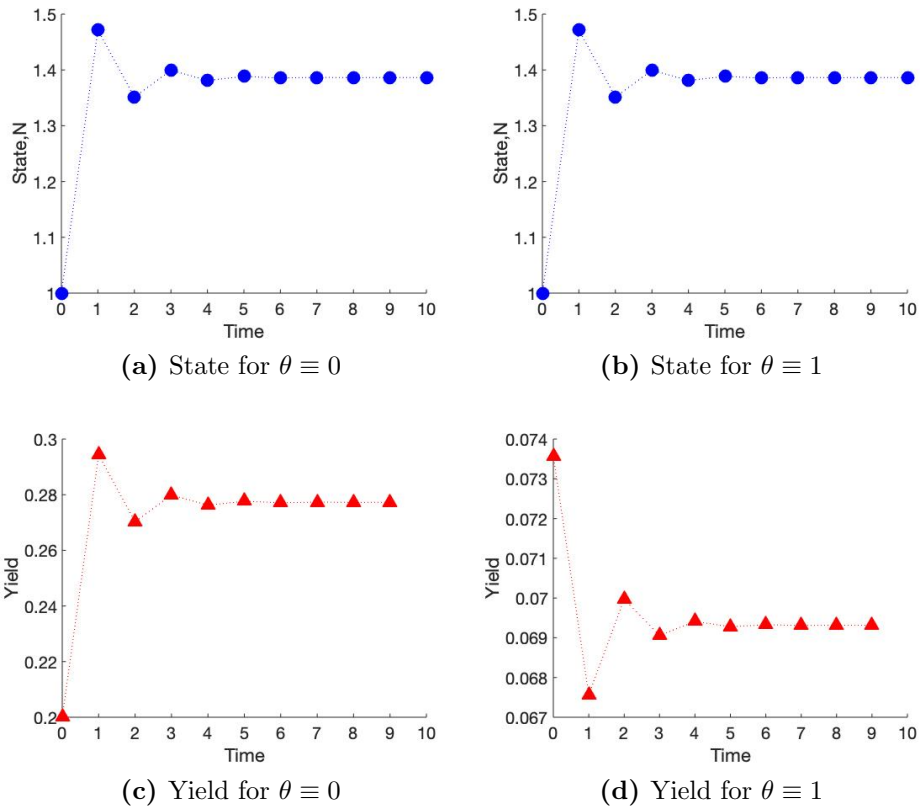 1.5
1.4
1.3
1.2
1.1
1
State,N
0 1 2 3 4 5 6 7 8 9 10
Time
(a) State for θ ≡ 0
1.5
1.4
1.3
1.2
1.1
1
State,N
0 1 2 3 4 5 6 7 8 9 10
Time
(b) State for θ ≡ 1
0.3
0.28
0.26
0.24
0.22
0.2
Yield
0 1 2 3 4 5 6 7 8 9 10
Time
(c) Yield for θ ≡ 0
0.074
0.073
0.072
0.071
0.07
0.069
0.068
0.067
Yield
0 1 2 3 4 5 6 7 8 9 10
Time
(d) Yield for θ ≡ 1